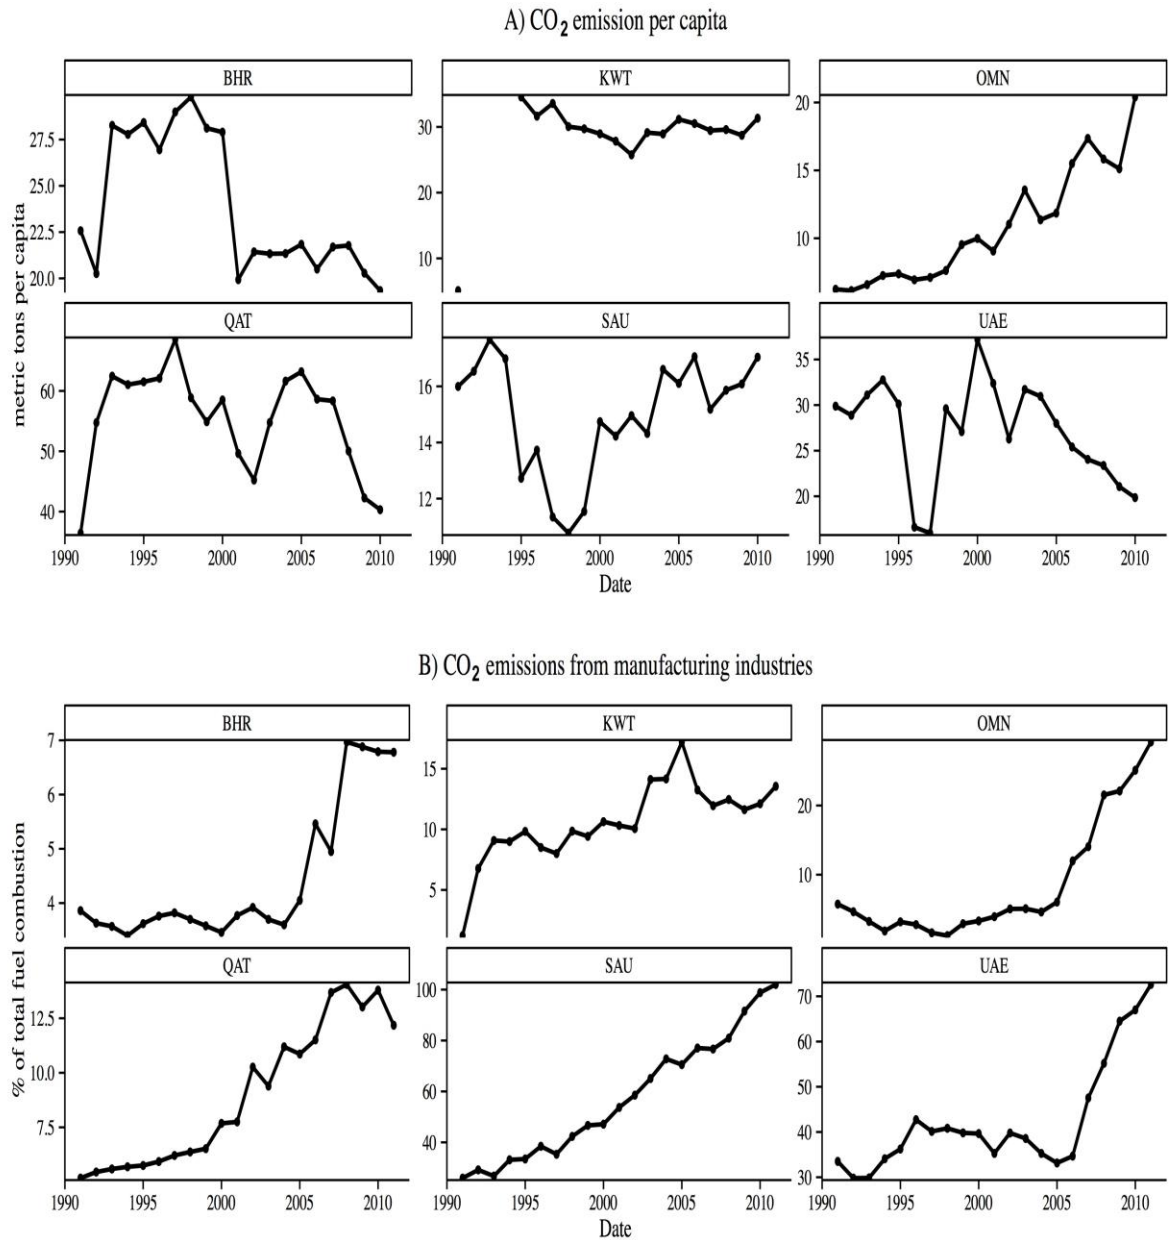 A) CO2 emission per capita
BHR KWT OMN
27.5 25.0 22.5 20.0
30 20 10
20 15 10
metric tons per capita
QAT SAU UAE
60 50 40
16 14 12
35 30 25 20
1990 1995 2000 2005 2010 1990 1995 2000 2005 2010 1990 1995 2000 2005 2010
Date
B) CO2 emissions from manufacturing industries
BHR KWT OMN
7 6 5 4
15 10 5
20 10
% of total fuel combustion
QAT SAU UAE
12.5 10.0 7.5
100 80 60 40
70 60 50 40 30
1990 1995 2000 2005 2010 1990 1995 2000 2005 2010 1990 1995 2000 2005 2010
Date